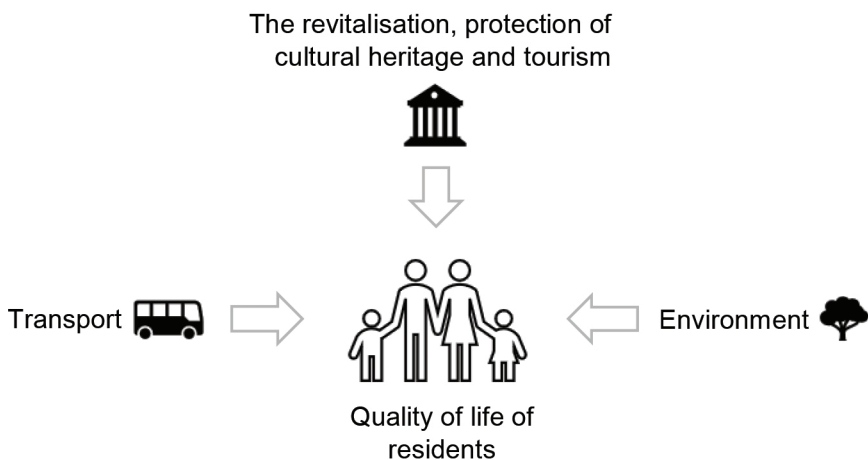 The revitalisation, protection of
cultural heritage and tourism
Transport
Environment
Quality of life of
residents